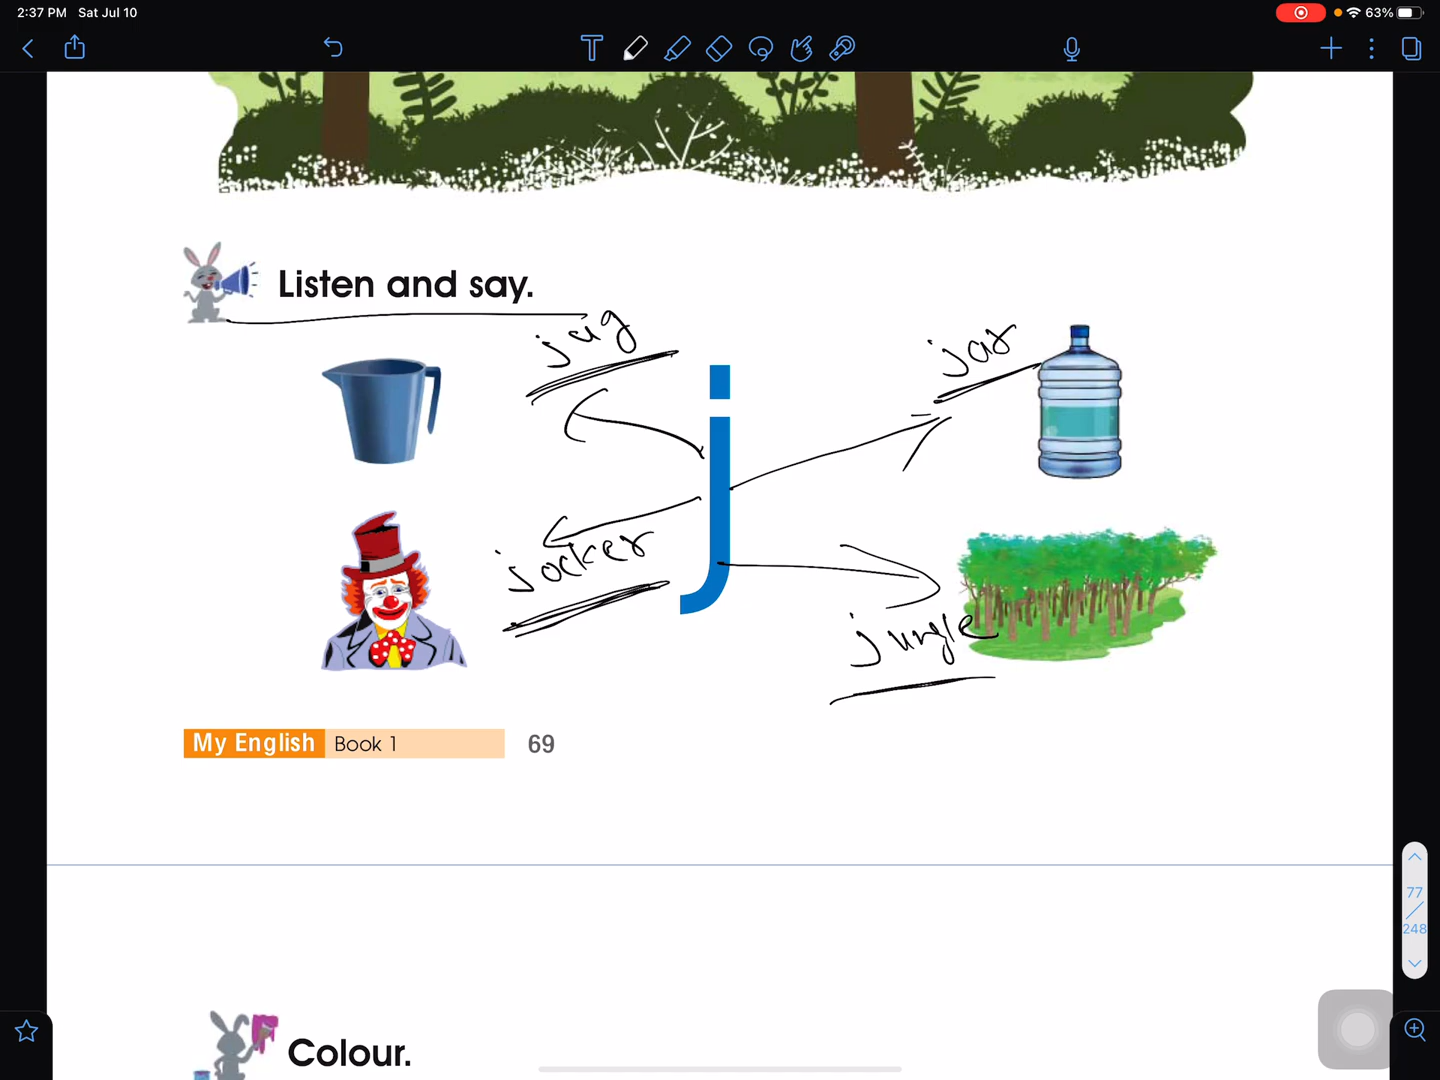 2:37 PM Sat Jul 10
63%
T
Listen and say.
jug
jar
j
jocker
jungle
My English Book 1 69
77
248
Colour.